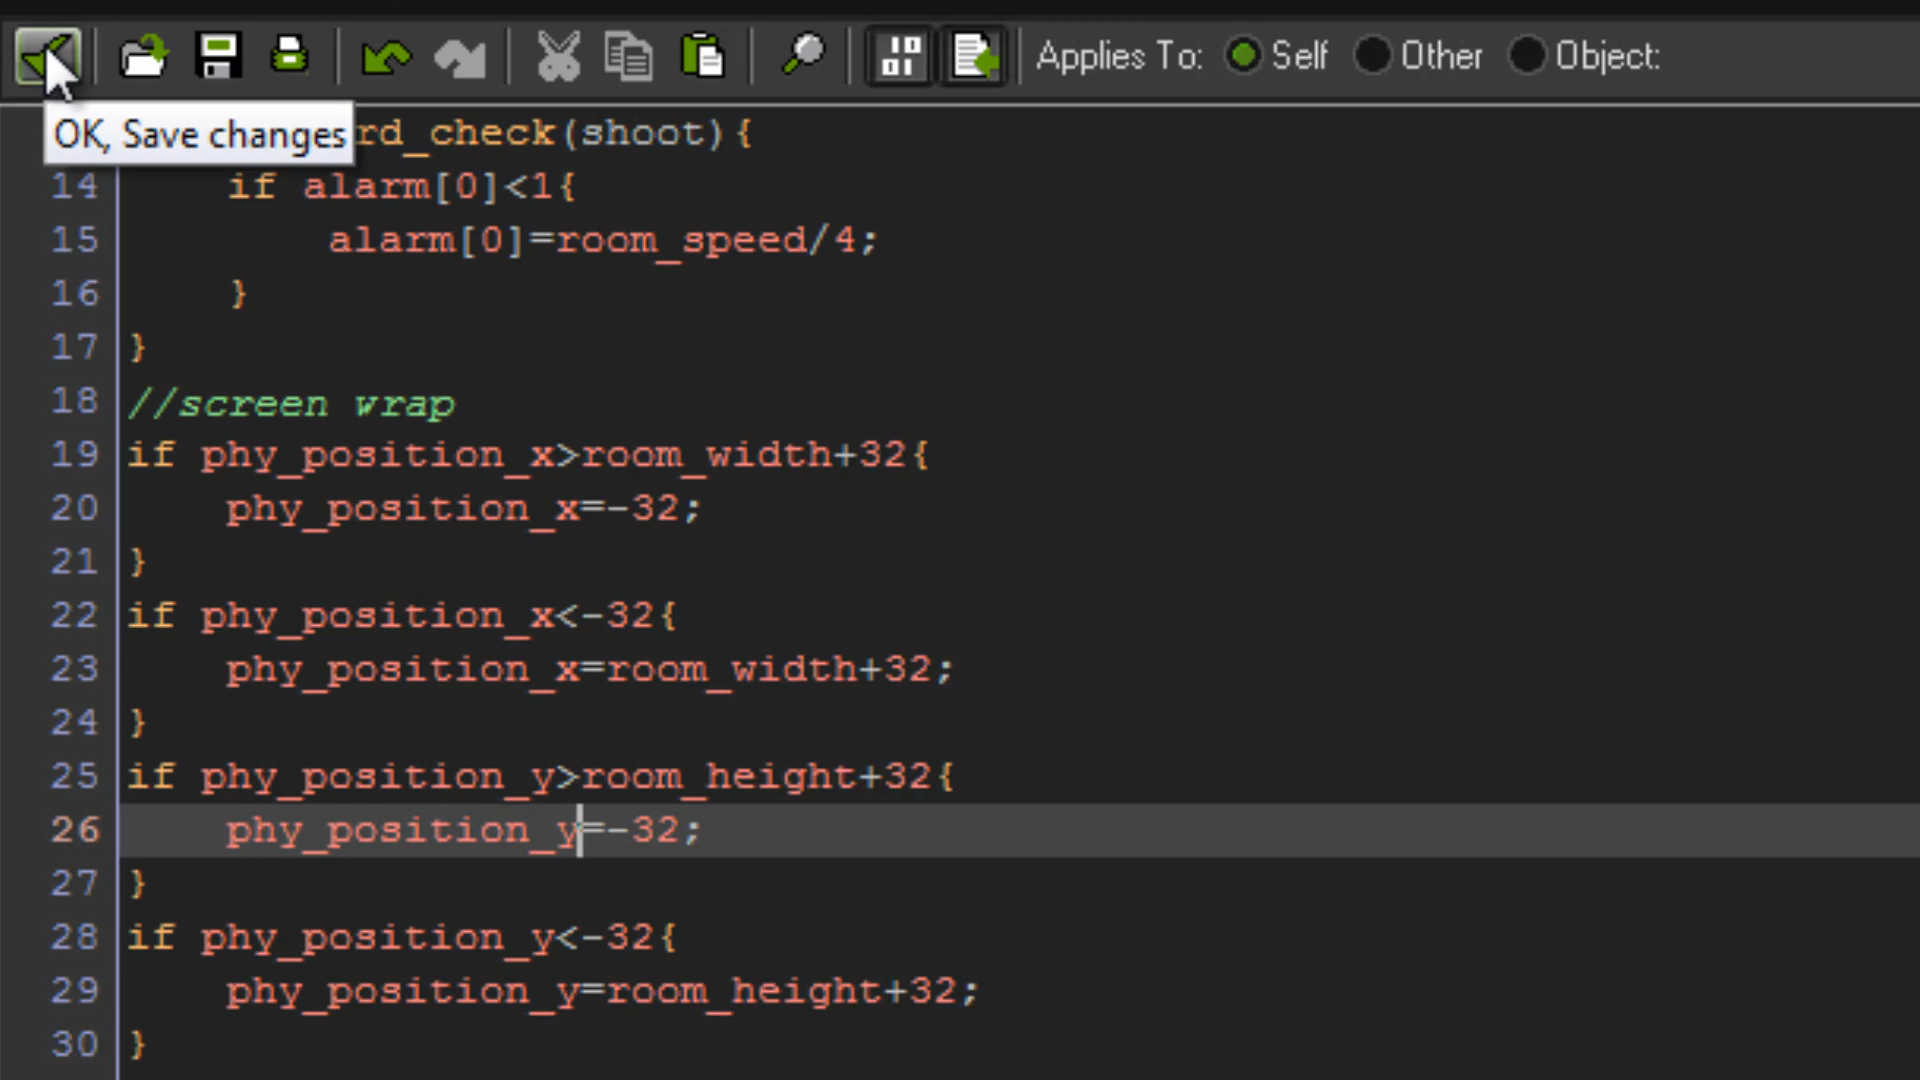 Applies To: Self Other Object:
OK, Save changes
rd_check(shoot){
14 if alarm[0]<1{
15 alarm[0]=room_speed/4;
16 }
17 }
18 //screen wrap
19 if phy_position_x>room_width+32{
20 phy_position_x=-32;
21 }
22 if phy_position_x<-32{
23 phy_position_x=room_width+32;
24 }
25 if phy_position_y>room_height+32{
26 phy_position_y=-32;
27 }
28 if phy_position_y<-32{
29 phy_position_y=room_height+32;
30 }